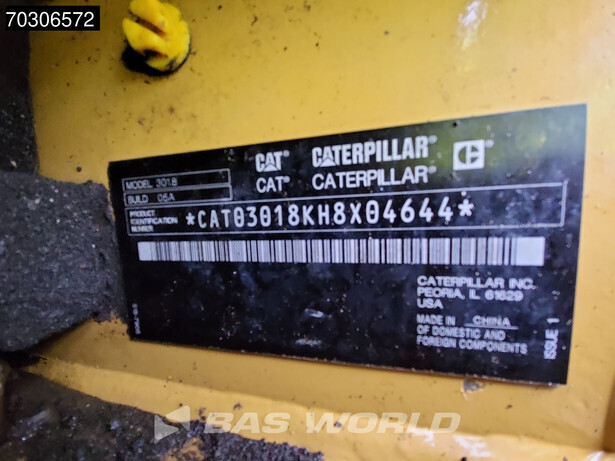 70306572
CAT® CATERPILLAR® C
CAT® CATERPILLAR®
MODEL 301.8
BUILD 06A
PRODUCT IDENTIFICATION NUMBER
*CAT03018KH8X04644*
CATERPILLAR INC.
PEORIA, IL 61629
USA
MADE IN CHINA
OF DOMESTIC AND
FOREIGN COMPONENTS
ISSUE 1
BAS WORLD